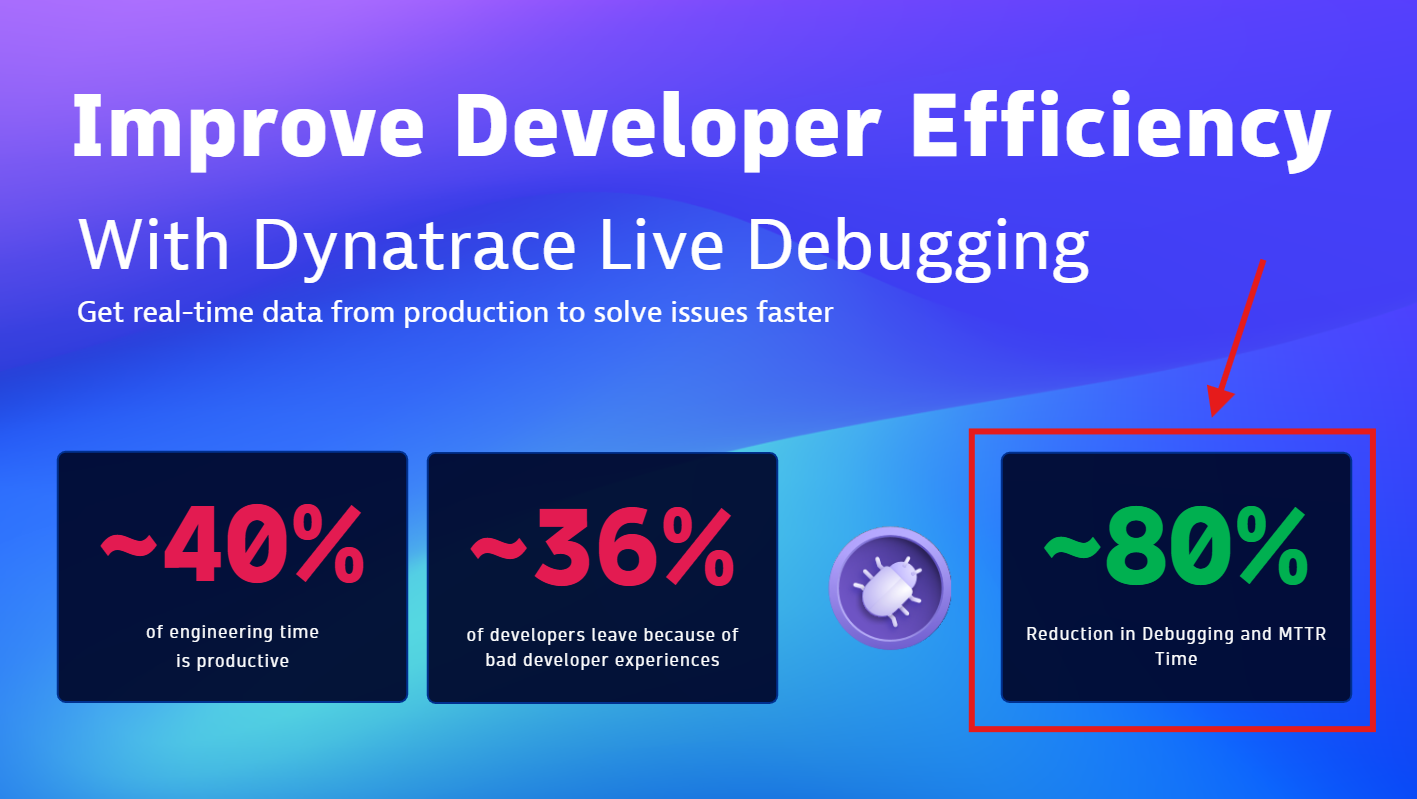 Improve Developer Efficiency
With Dynatrace Live Debugging
Get real-time data from production to solve issues faster
~40%
of engineering time
is productive
~36%
of developers leave because of
bad developer experiences
~80%
Reduction in Debugging and MTTR
Time